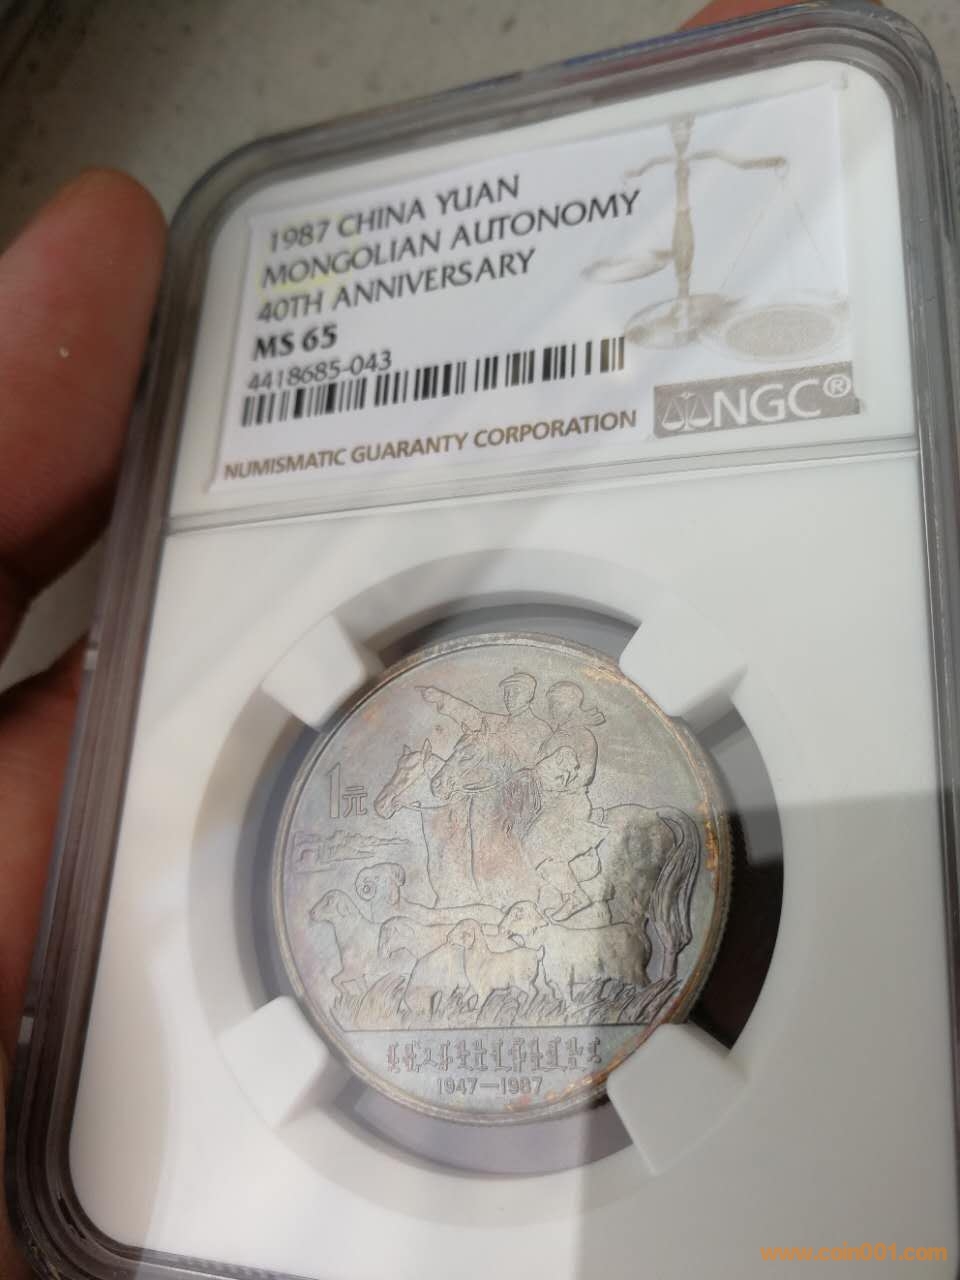 1987 CHINA YUAN
MONGOLIAN AUTONOMY
40TH ANNIVERSARY
MS 65
4418685-043
NUMISMATIC GUARANTY CORPORATION
NGC®
1元
1947—1987
www.coin001.com